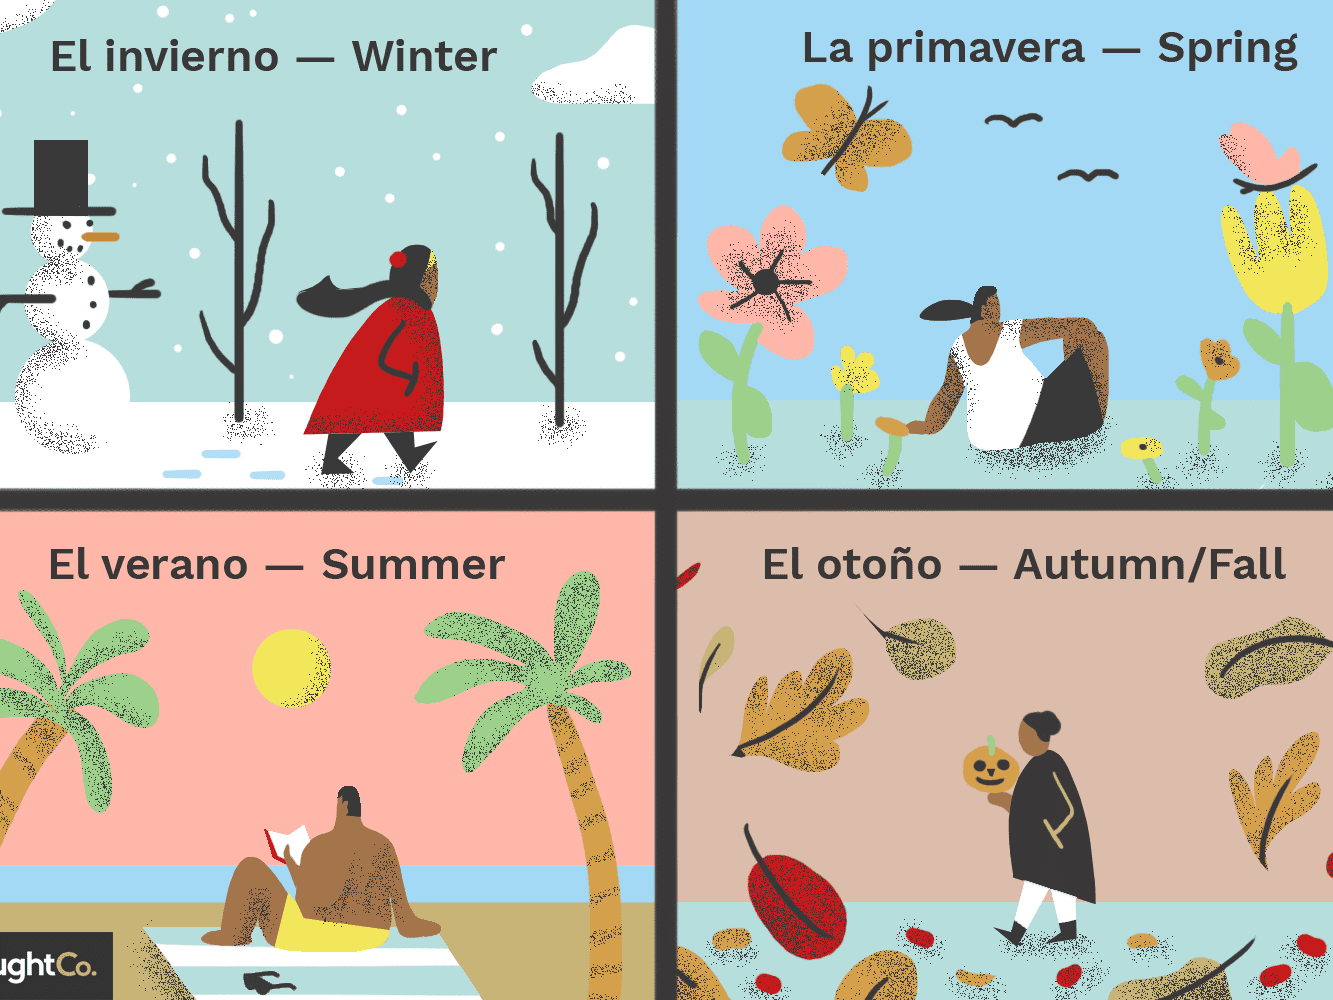 El invierno — Winter
La primavera — Spring
El verano — Summer
El otoño — Autumn/Fall
ughtCo.